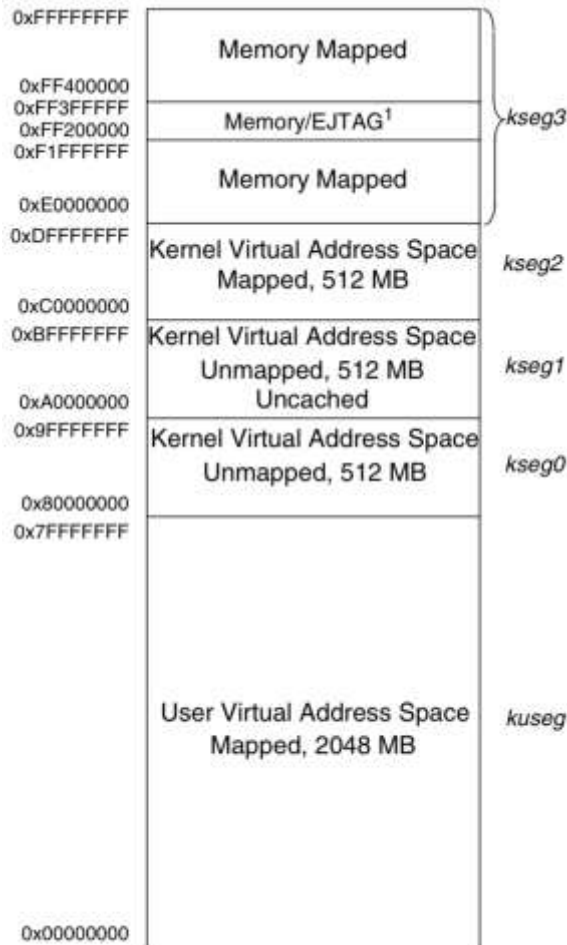 0xFFFFFFFF
Memory Mapped
0xFF400000
0xFF3FFFFF
Memory/EJTAG¹
kseg3
0xFF200000
0xF1FFFFFF
Memory Mapped
0xE0000000
0xDFFFFFFF
Kernel Virtual Address Space
Mapped, 512 MB
kseg2
0xC0000000
0xBFFFFFFF
Kernel Virtual Address Space
Unmapped, 512 MB
kseg1
Uncached
0xA0000000
0x9FFFFFFF
Kernel Virtual Address Space
Unmapped, 512 MB
kseg0
0x80000000
0x7FFFFFFF
User Virtual Address Space
Mapped, 2048 MB
kuseg
0x00000000